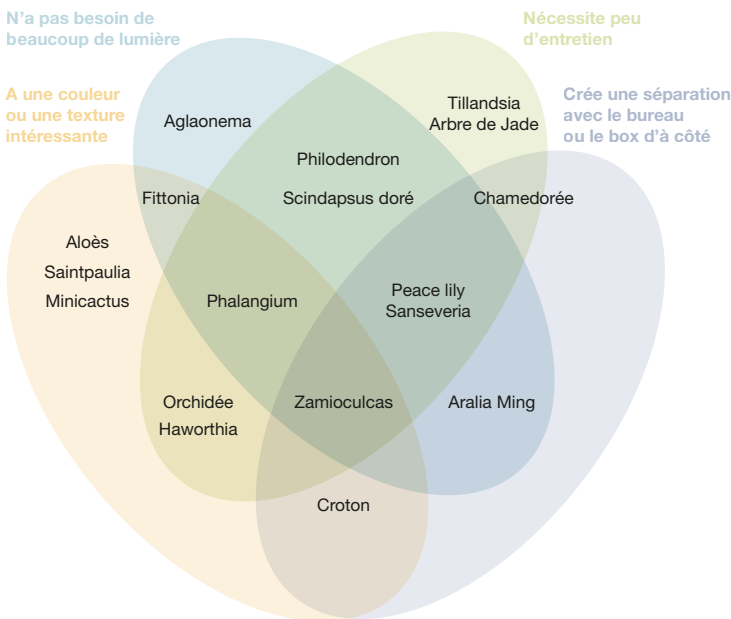 N'a pas besoin de
beaucoup de lumière
Nécessite peu
d'entretien
A une couleur
ou une texture
intéressante
Crée une séparation
avec le bureau
ou le box d'à côté
Tillandsia
Arbre de Jade
Aglaonema
Philodendron
Fittonia
Scindapsus doré
Chamedorée
Aloès
Saintpaulia
Minicactus
Phalangium
Peace lily
Sanseveria
Orchidée
Haworthia
Zamioculcas
Aralia Ming
Croton